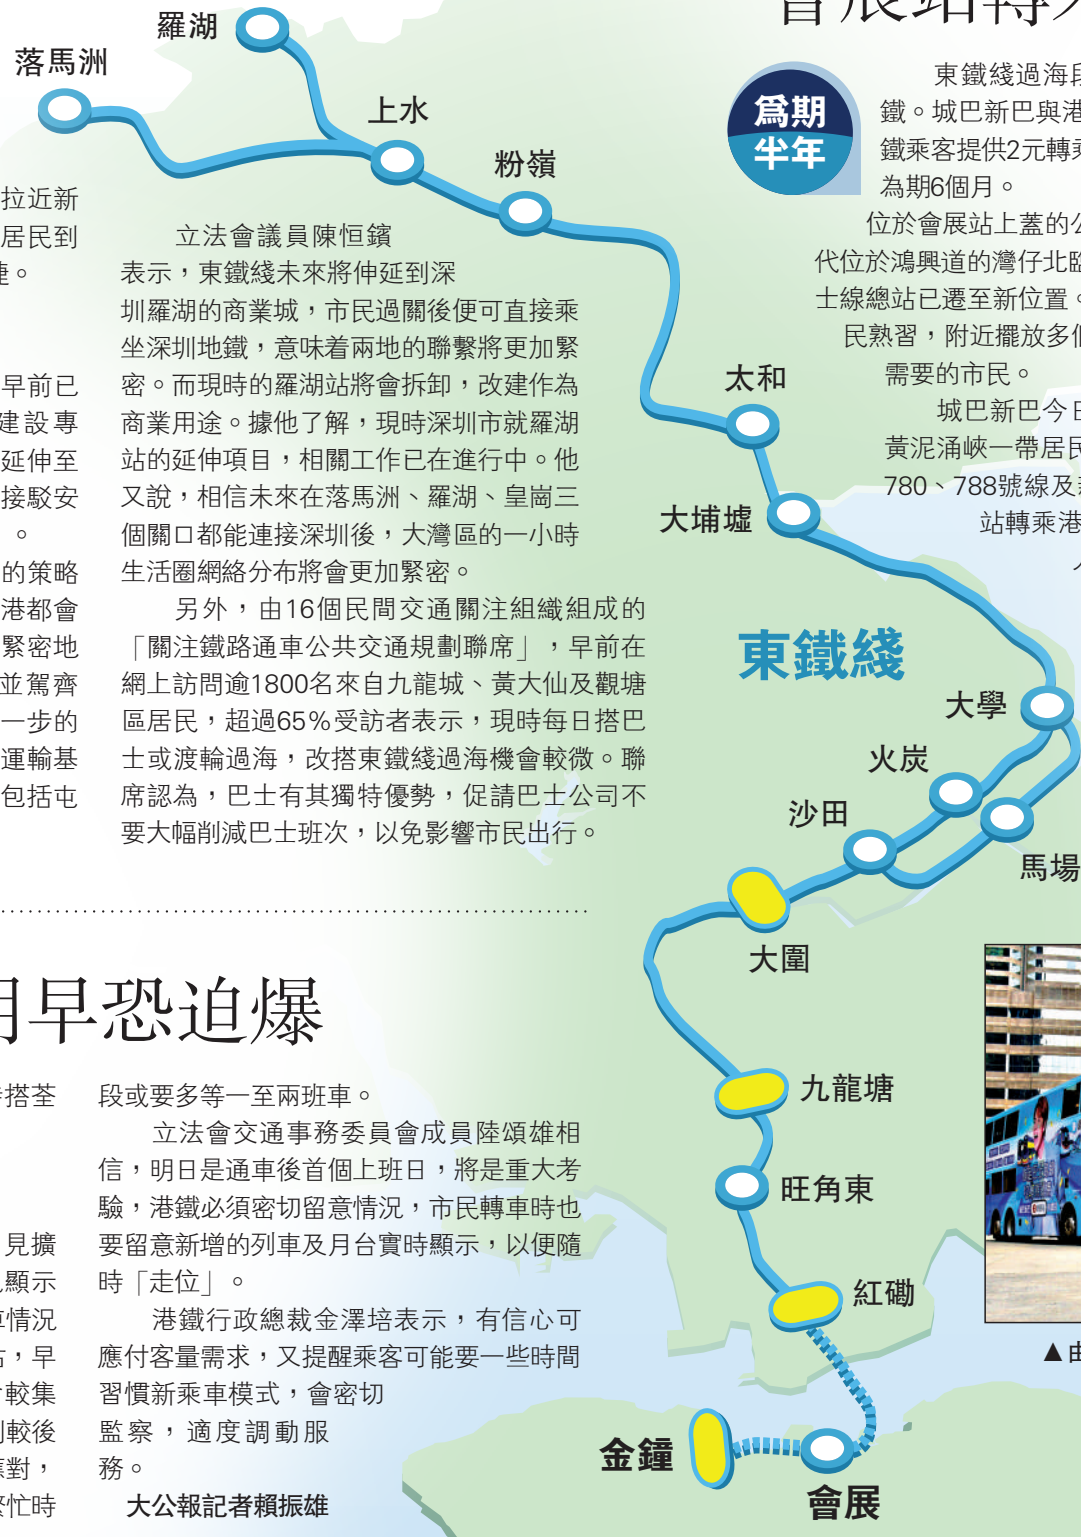 會展站轉
羅湖
落馬洲
上水
粉嶺
太和
大埔墟
東鐵綫
大學
火炭
沙田
馬場
大圍
九龍塘
旺角東
紅磡
金鐘
會展
為期
半年
東鐵綫過海段
鐵。城巴新巴與港
鐵乘客提供2元轉乘
為期6個月。
位於會展站上蓋的公
代位於鴻興道的灣仔北臨
士線總站已遷至新位置。
民熟習，附近擺放多個
需要的市民。
城巴新巴今日
黃泥涌峽一帶居民
780、788號線及
站轉乘港
拉近新
居民到
捷。
早前已
建設專
延伸至
接駁安
。
的策略
港都會
緊密地
並駕齊
一步的
運輸基
包括屯
立法會議員陳恒鑌
表示，東鐵綫未來將伸延到深
圳羅湖的商業城，市民過關後便可直接乘
坐深圳地鐵，意味着兩地的聯繫將更加緊
密。而現時的羅湖站將會拆卸，改建作為
商業用途。據他了解，現時深圳市就羅湖
站的延伸項目，相關工作已在進行中。他
又說，相信未來在落馬洲、羅湖、皇崗三
個關口都能連接深圳後，大灣區的一小時
生活圈網絡分布將會更加緊密。
另外，由16個民間交通關注組織組成的
「關注鐵路通車公共交通規劃聯席」，早前在
網上訪問逾1800名來自九龍城、黃大仙及觀塘
區居民，超過65%受訪者表示，現時每日搭巴
士或渡輪過海，改搭東鐵綫過海機會較微。聯
席認為，巴士有其獨特優勢，促請巴士公司不
要大幅削減巴士班次，以免影響市民出行。
明早恐迫爆
搭荃
見擴
顯示
車情況
站，早
較集
則較後
應對，
繁忙時
段或要多等一至兩班車。
立法會交通事務委員會成員陸頌雄相
信，明日是通車後首個上班日，將是重大考
驗，港鐵必須密切留意情況，市民轉車時也
要留意新增的列車及月台實時顯示，以便隨
時「走位」。
港鐵行政總裁金澤培表示，有信心可
應付客量需求，又提醒乘客可能要一些時間
習慣新乘車模式，會密切
監察，適度調動服
務。
大公報記者賴振雄
▲由